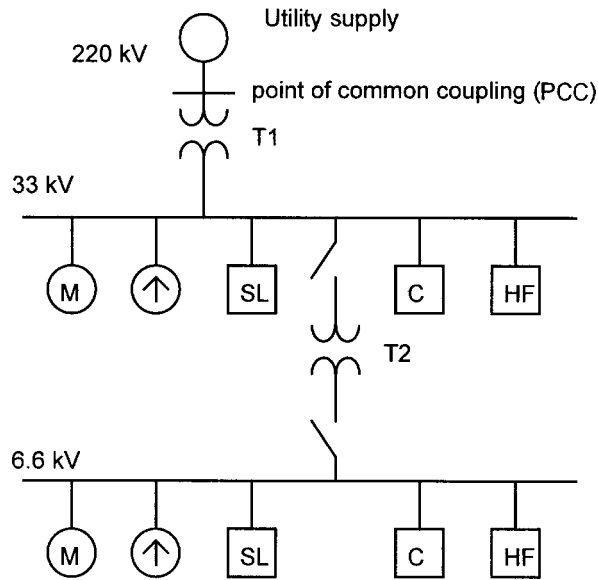 Utility supply
220 kV
point of common coupling (PCC)
T1
33 kV
M SL C HF
T2
6.6 kV
M SL C HF